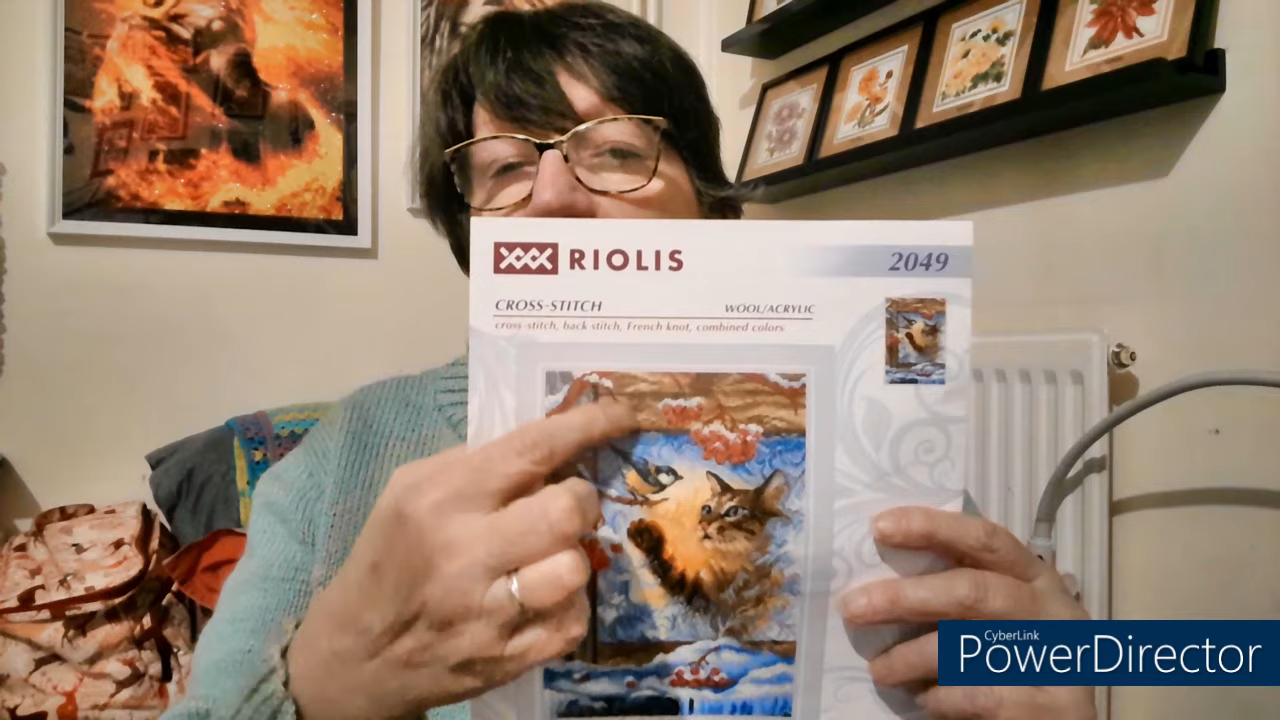 RIOLIS
2049
CROSS-STITCH
WOOL/ACRYLIC
cross-stitch, back stitch, French knot, combined colors
CyberLink
PowerDirector